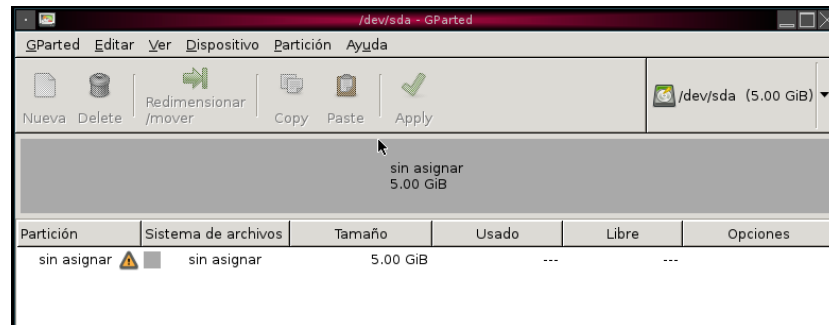 /dev/sda - GParted
GParted Editar Ver Dispositivo Partición Ayuda
Nueva Delete Redimensionar
/mover Copy Paste Apply
/dev/sda (5.00 GiB)
sin asignar
5.00 GiB
Partición Sistema de archivos Tamaño Usado Libre Opciones
sin asignar sin asignar 5.00 GiB --- ---